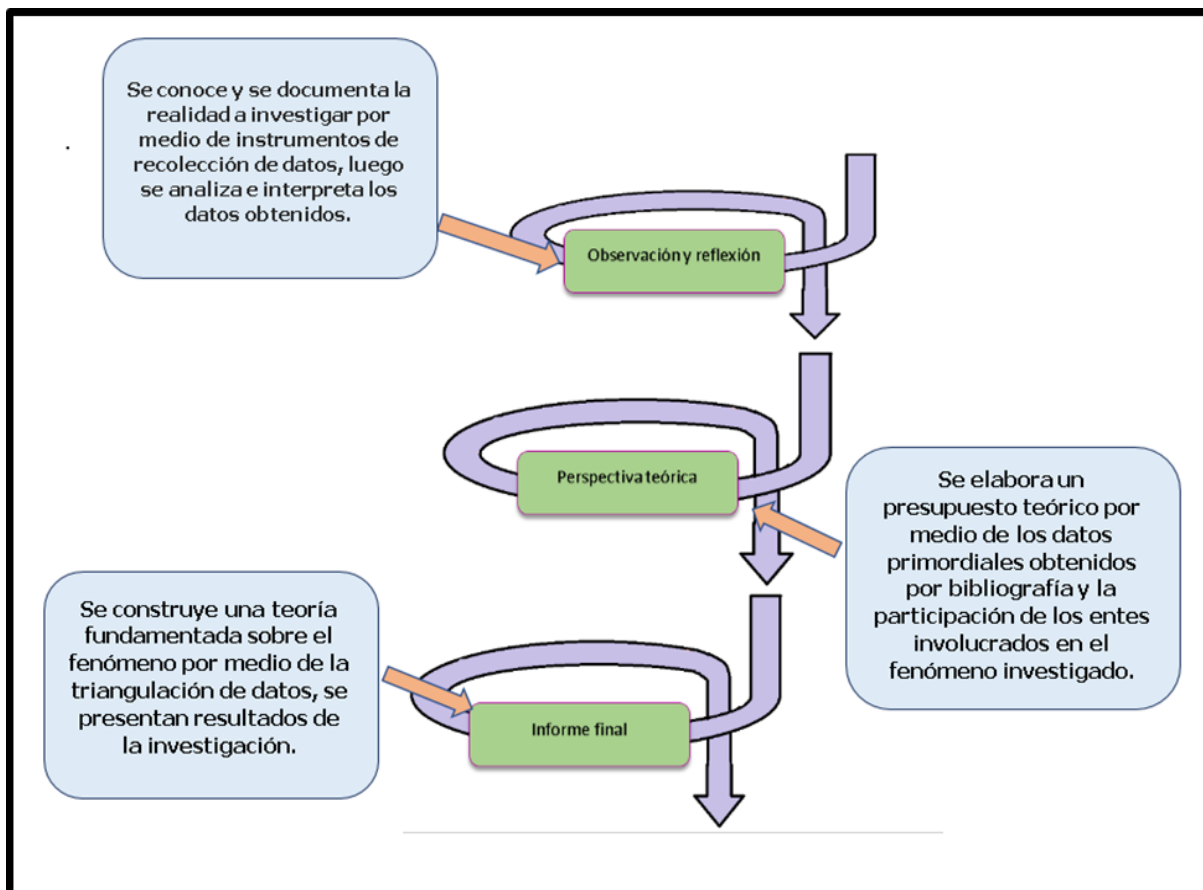 Se conoce y se documenta la
realidad a investigar por
medio de instrumentos de
recolección de datos, luego
se analiza e interpreta los
datos obtenidos.
Observación y reflexión
Perspectiva teórica
Se elabora un
presupuesto teórico por
medio de los datos
primordiales obtenidos
por bibliografía y la
participación de los entes
involucrados en el
fenómeno investigado.
Se construye una teoría
fundamentada sobre el
fenómeno por medio de la
triangulación de datos, se
presentan resultados de
la investigación.
Informe final